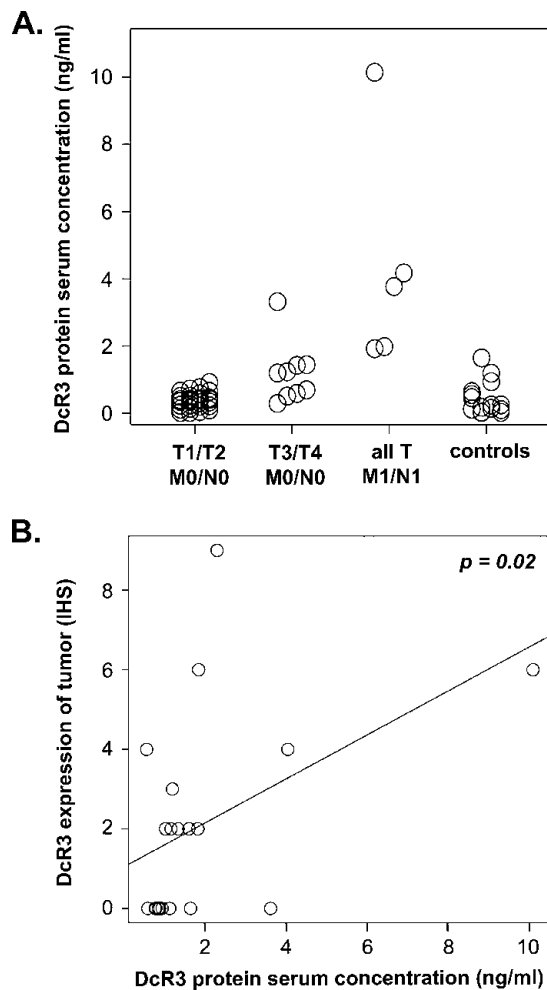 A.
DcR3 protein serum concentration (ng/ml)
10
8
6
4
2
0
T1/T2
M0/N0
T3/T4
M0/N0
all T
M1/N1
controls
B.
p = 0.02
DcR3 expression of tumor (IHS)
8
6
4
2
0
2
4
6
8
10
DcR3 protein serum concentration (ng/ml)